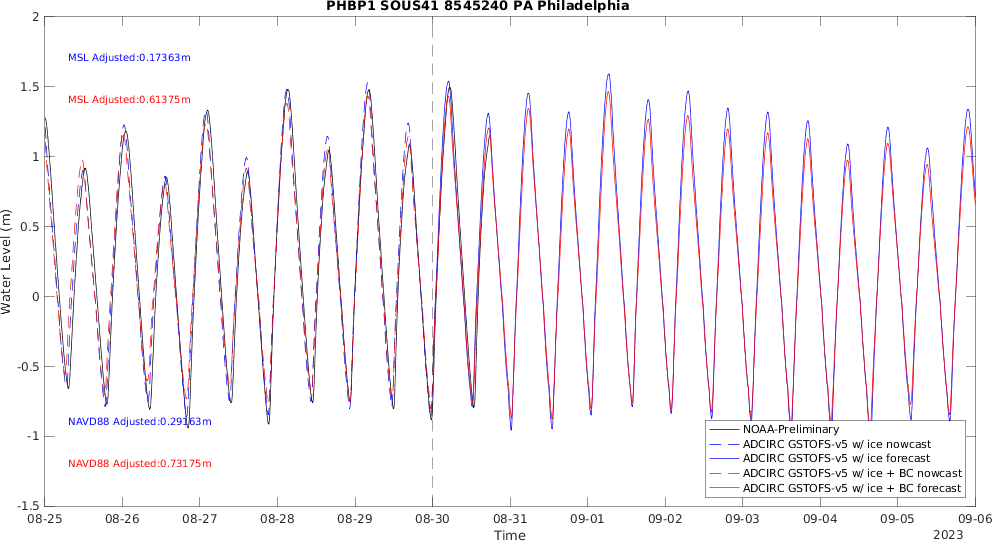 PHBP1 SOUS41 8545240 PA Philadelphia
2
1.5
1
0.5
0
-0.5
-1
-1.5
Water Level (m)
MSL Adjusted:0.17363m
MSL Adjusted:0.61375m
NAVD88 Adjusted:0.29163m
NAVD88 Adjusted:0.73175m
NOAA-Preliminary
ADCIRC GSTOFS-v5 w/ ice nowcast
ADCIRC GSTOFS-v5 w/ ice forecast
ADCIRC GSTOFS-v5 w/ ice + BC nowcast
ADCIRC GSTOFS-v5 w/ ice + BC forecast
08-25 08-26 08-27 08-28 08-29 08-30 08-31 09-01 09-02 09-03 09-04 09-05 09-06
Time
2023